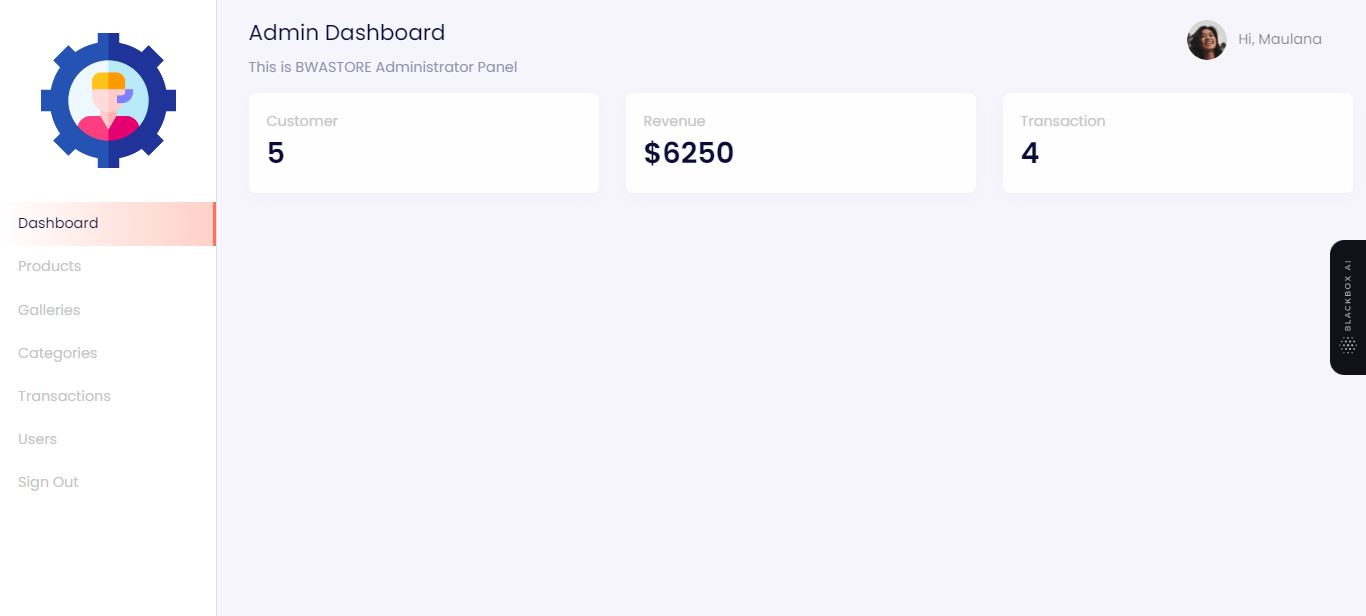 Admin Dashboard
Hi, Maulana
This is BWASTORE Administrator Panel
Customer
5
Revenue
$6250
Transaction
4
Dashboard
Products
Galleries
Categories
Transactions
Users
Sign Out
BLACKBOX AI